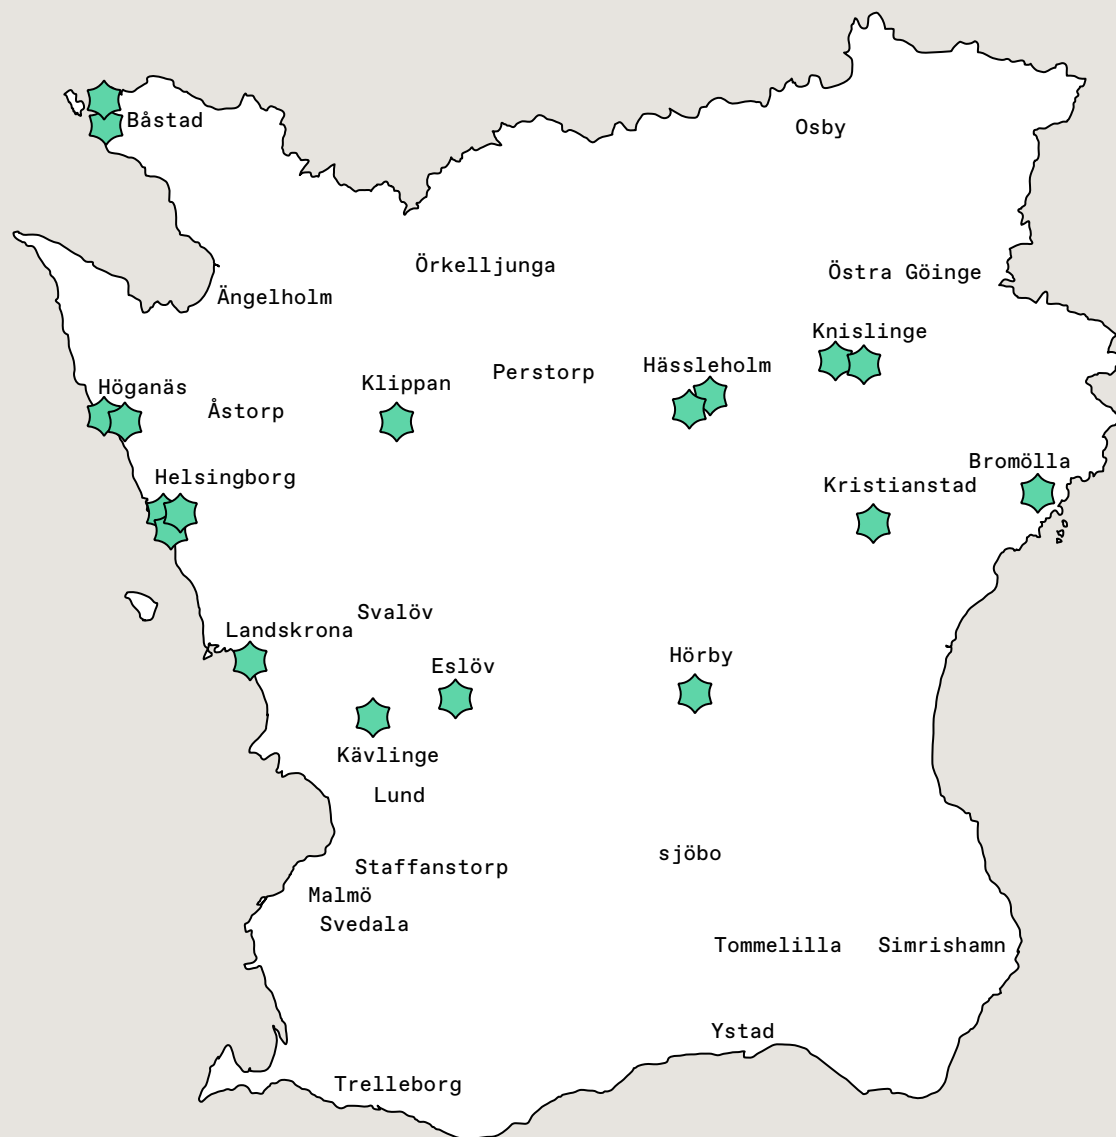 Båstad
Osby
Örkelljunga
Östra Göinge
Ängelholm
Knislinge
Hässleholm
Perstorp
Klippan
Höganäs
Åstorp
Bromölla
Helsingborg
Kristianstad
Svalöv
Landskrona
Hörby
Eslöv
Kävlinge
Lund
sjöbo
Staffanstorp
Malmö
Svedala
Tommelilla
Simrishamn
Ystad
Trelleborg